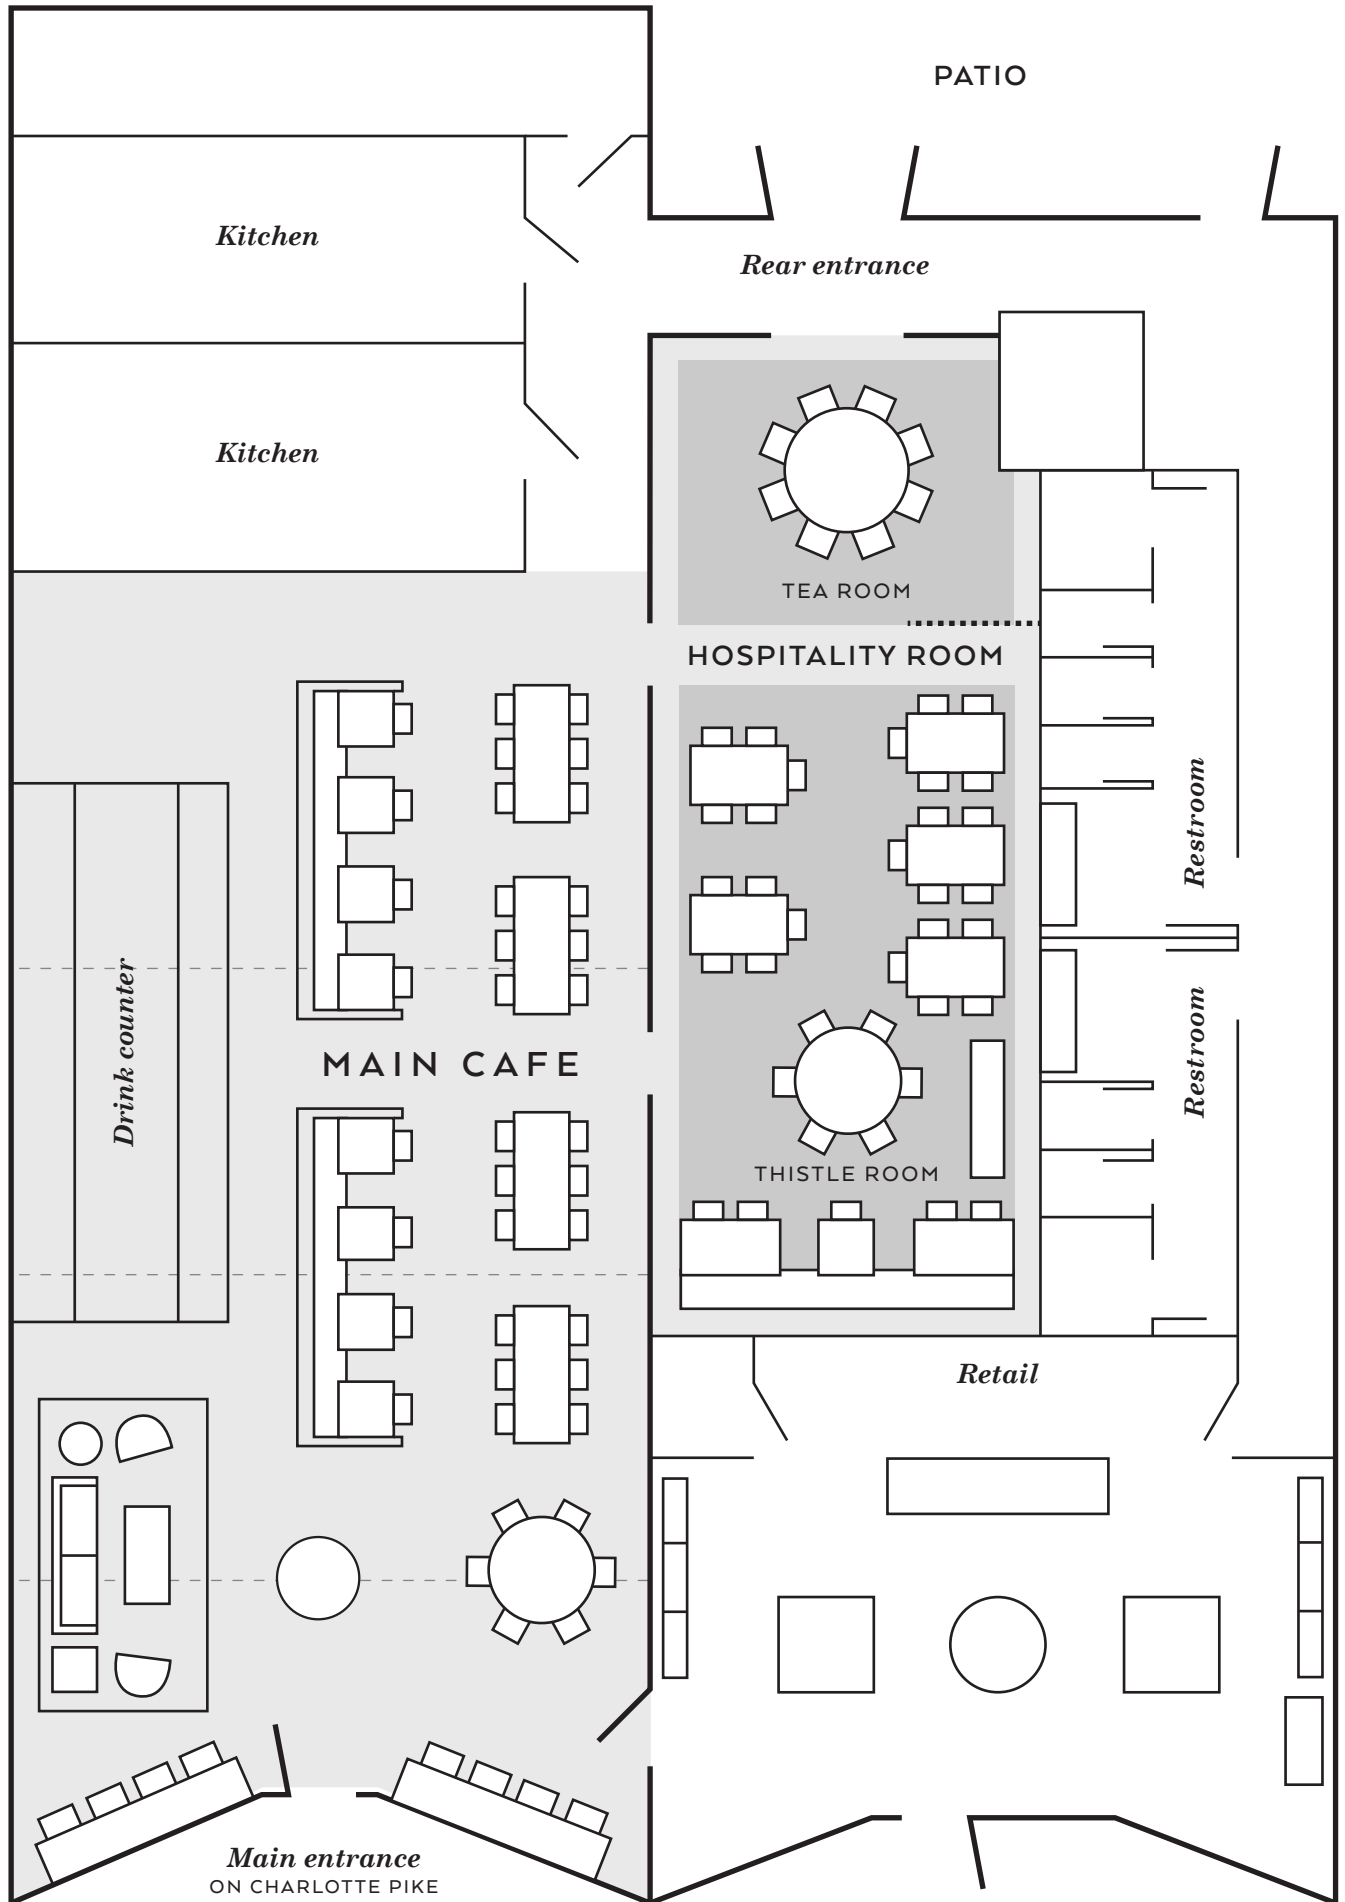 PATIO
Kitchen
Rear entrance
Kitchen
TEA ROOM
HOSPITALITY ROOM
Restroom
Drink counter
MAIN CAFE
Restroom
THISTLE ROOM
Retail
Main entrance
ON CHARLOTTE PIKE